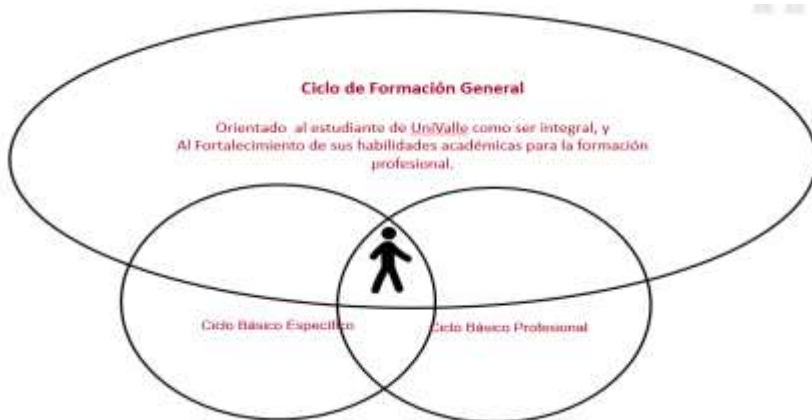 Ciclo de Formación General
Orientado al estudiante de UniValle como ser integral, y
Al Fortalecimiento de sus habilidades académicas para la formación
profesional.
Ciclo Básico Específico
Ciclo Básico Profesional